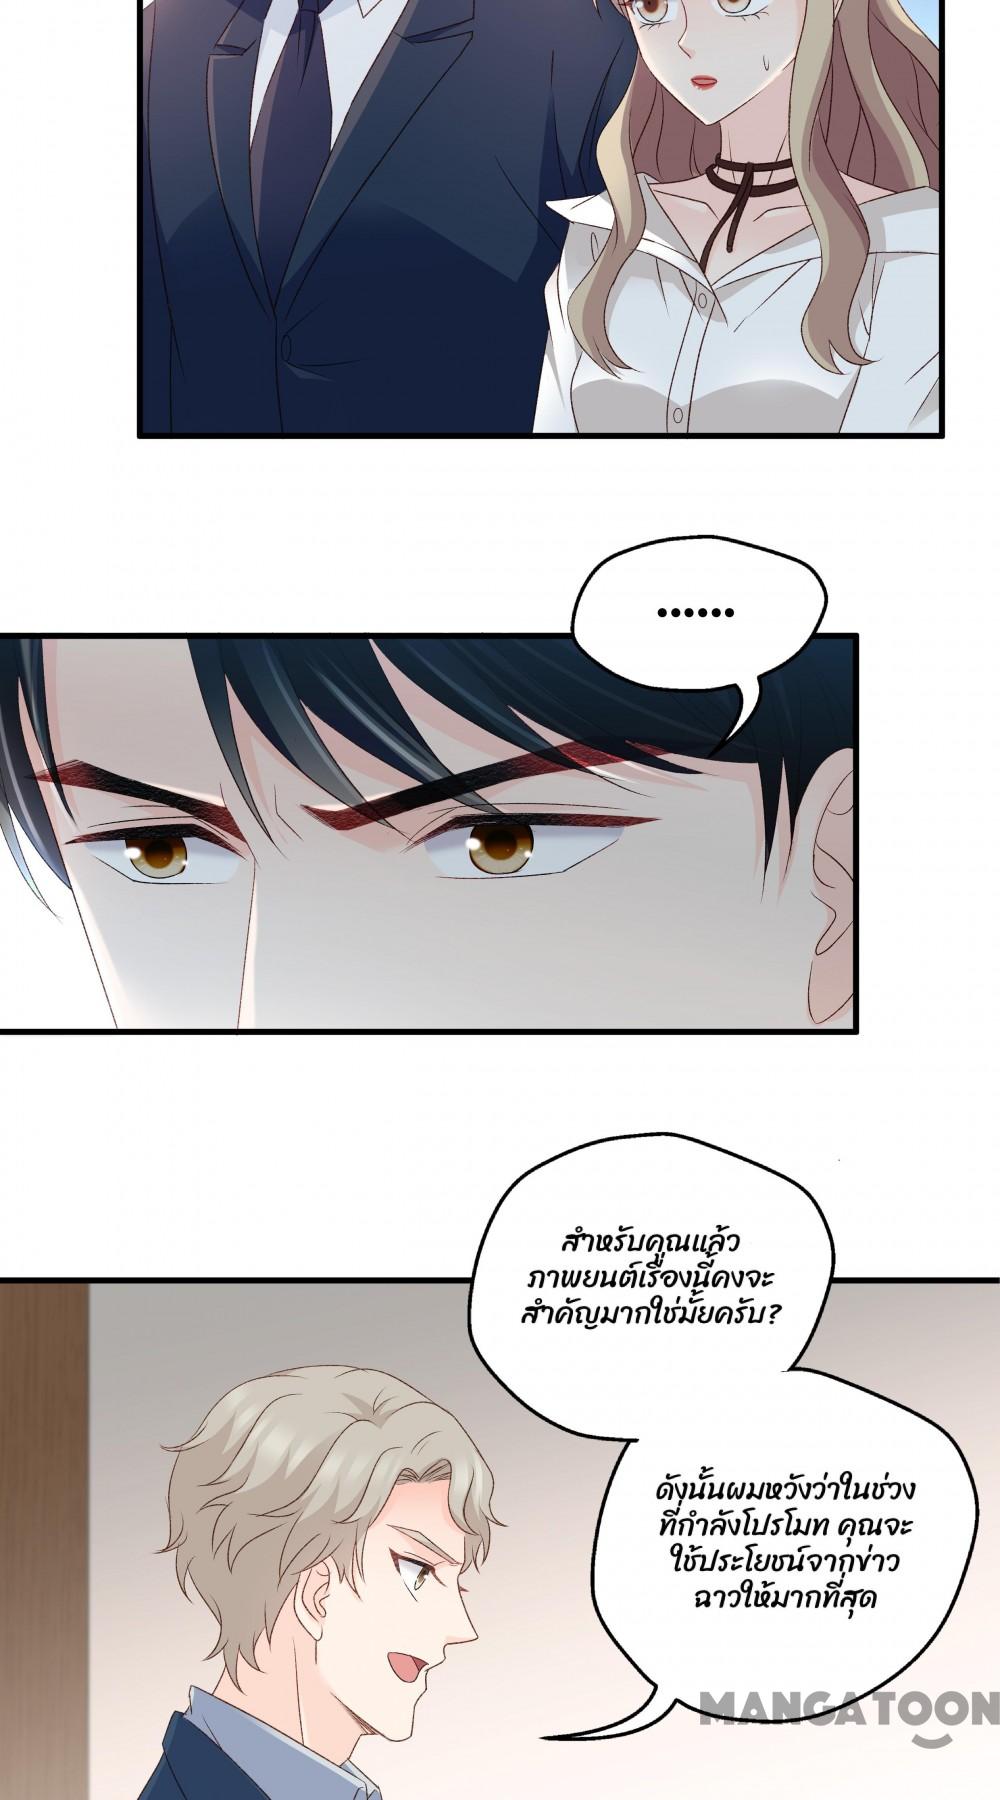 ••••••
สำหรับคุณแล้ว
ภาพยนต์เรื่องนี้คงจะ
สำคัญมากใช่มั้ยครับ?
ดังนั้นผมหวังว่าในช่วง
ที่กำลังโปรโมท คุณจะ
ใช้ประโยชน์จากข่าว
ฉาวให้มากที่สุด
MANGATOON